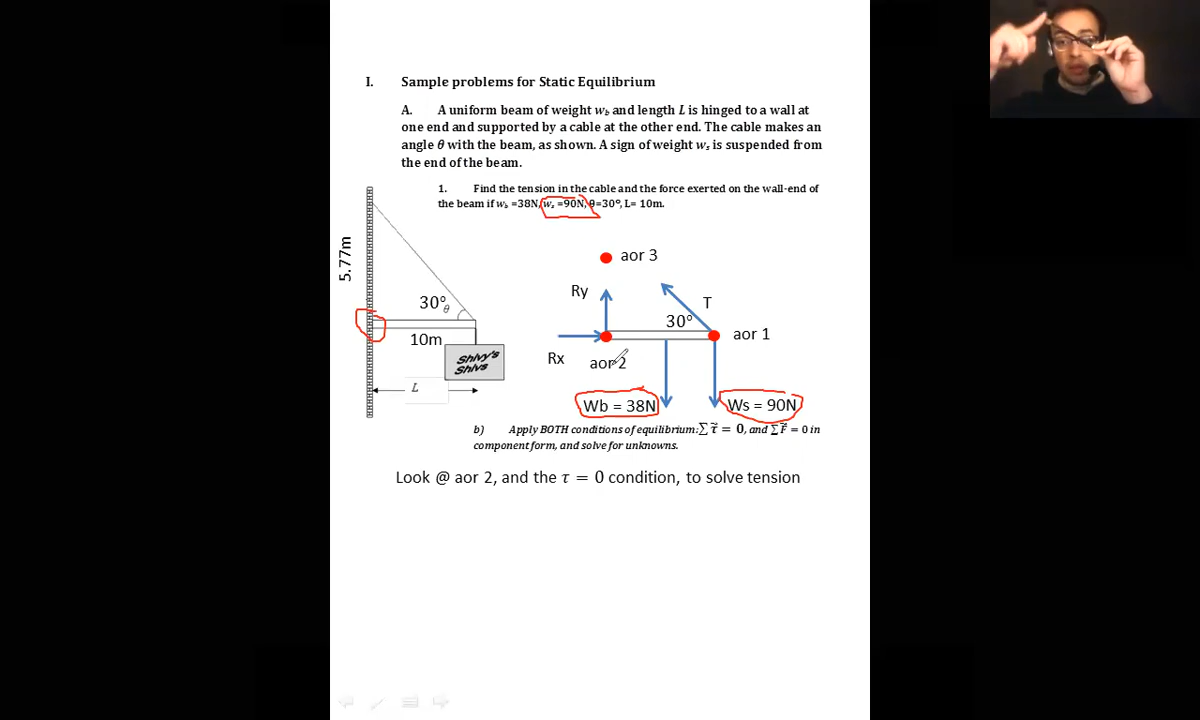 I. Sample problems for Static Equilibrium
A. A uniform beam of weight w_b and length L is hinged to a wall at
one end and supported by a cable at the other end. The cable makes an
angle θ with the beam, as shown. A sign of weight w_s is suspended from
the end of the beam.
1. Find the tension in the cable and the force exerted on the wall-end of
the beam if w_b =38N, w_s =90N, θ=30°, L= 10m.
5.77m
30° θ
10m
Shivy's
Shivs
L
aor 3
Ry
T
30°
aor 1
Rx
aor 2
Wb = 38N
Ws = 90N
b) Apply BOTH conditions of equilibrium:∑τ⃗ = 0, and ∑F⃗ = 0 in
component form, and solve for unknowns.
Look @ aor 2, and the τ = 0 condition, to solve tension